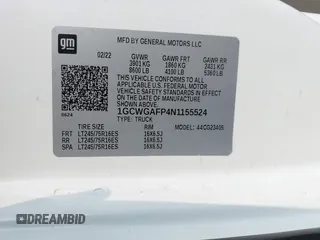 gm
MFD BY GENERAL MOTORS LLC
02/22
GVWR GAWR FRT GAWR RR
3901 KG 1860 KG 2431 KG
8600 LB 4100 LB 5360 LB
THIS VEHICLE CONFORMS TO ALL
APPLICABLE U.S. FEDERAL MOTOR
VEHICLE SAFETY STANDARDS IN EFFECT ON
THE DATE OF MANUFACTURE SHOWN ABOVE.
1GCWGAFP4N1155524
TYPE: TRUCK
TIRE SIZE RIM MODEL:
FRT LT245/75R16ES 16X6.5J
RR LT245/75R16ES 16X6.5J
SPA LT245/75R16ES 16X6.5J
AUTOBIDMASTER